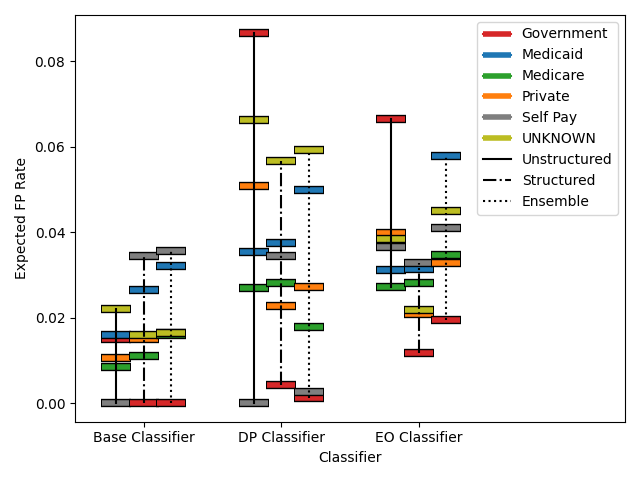 Government
Medicaid
Medicare
Private
Self Pay
UNKNOWN
Unstructured
Structured
Ensemble
0.08
0.06
0.04
0.02
0.00
Expected FP Rate
Base Classifier
DP Classifier
EO Classifier
Classifier